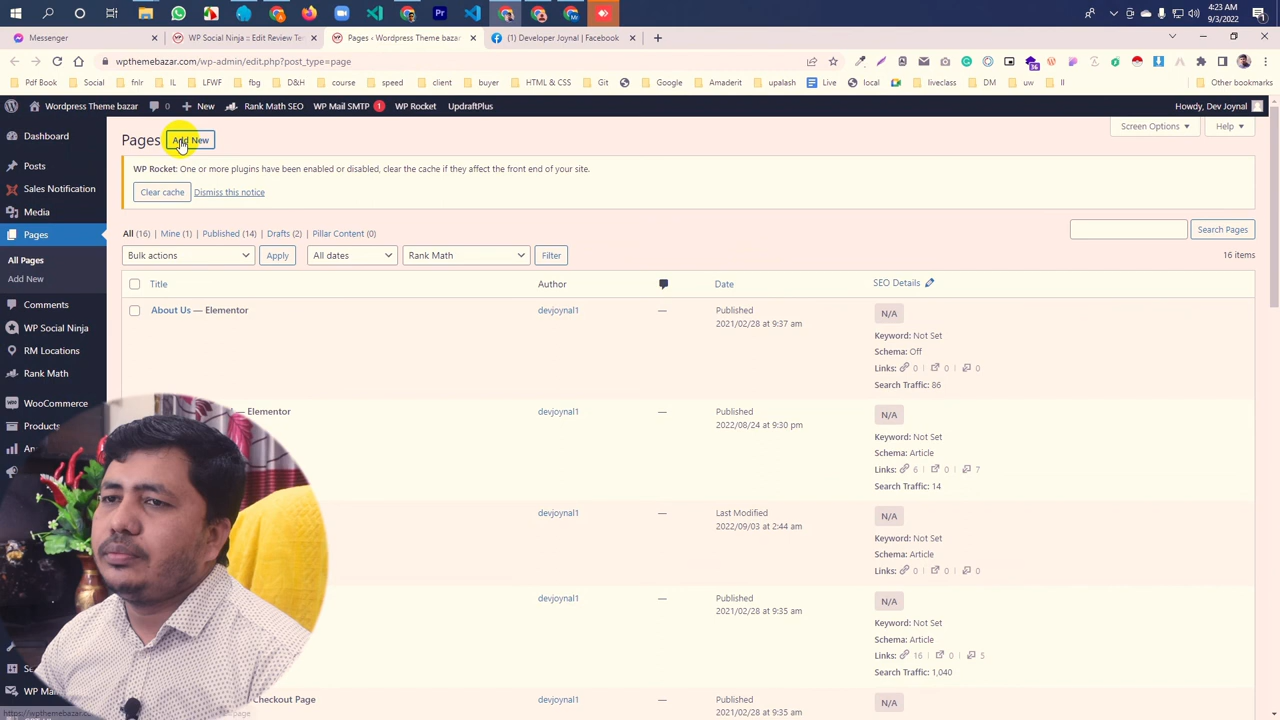 4:23 AM
9/3/2022
Messenger
WP Social Ninja :: Edit Review Te
Pages ‹ Wordpress Theme bazar
(1) Developer Joynal | Facebook
wpthemebazar.com/wp-admin/edit.php?post_type=page
Pdf Book
Social
fnlr
IL
LFWF
fbg
D&H
course
speed
client
buyer
HTML & CSS
Git
Google
Amaderit
upalash
Live
local
liveclass
DM
uw
Il
Other bookmarks
Wordpress Theme bazar
0
New
Rank Math SEO
WP Mail SMTP 1
WP Rocket
UpdraftPlus
Howdy, Dev Joynal
Dashboard
Posts
Sales Notification
Media
Pages
All Pages
Add New
Comments
WP Social Ninja
RM Locations
Rank Math
WooCommerce
Products
WP Mail
Pages
Add New
Screen Options
Help
WP Rocket: One or more plugins have been enabled or disabled, clear the cache if they affect the front end of your site.
Clear cache
Dismiss this notice
All (16) | Mine (1) | Published (14) | Drafts (2) | Pillar Content (0)
Search Pages
Bulk actions
Apply
All dates
Rank Math
Filter
16 items
Title
Author
Date
SEO Details
About Us — Elementor
devjoynal1
—
Published
2021/02/28 at 9:37 am
N/A
Keyword: Not Set
Schema: Off
Links: 0 | 0 | 0
Search Traffic: 86
— Elementor
devjoynal1
—
Published
2022/08/24 at 9:30 pm
N/A
Keyword: Not Set
Schema: Article
Links: 6 | 0 | 7
Search Traffic: 14
devjoynal1
—
Last Modified
2022/09/03 at 2:44 am
N/A
Keyword: Not Set
Schema: Article
Links: 0 | 0 | 0
devjoynal1
—
Published
2021/02/28 at 9:35 am
N/A
Keyword: Not Set
Schema: Article
Links: 16 | 0 | 5
Search Traffic: 1,040
Checkout Page
devjoynal1
—
Published
2021/02/28 at 9:35 am
N/A